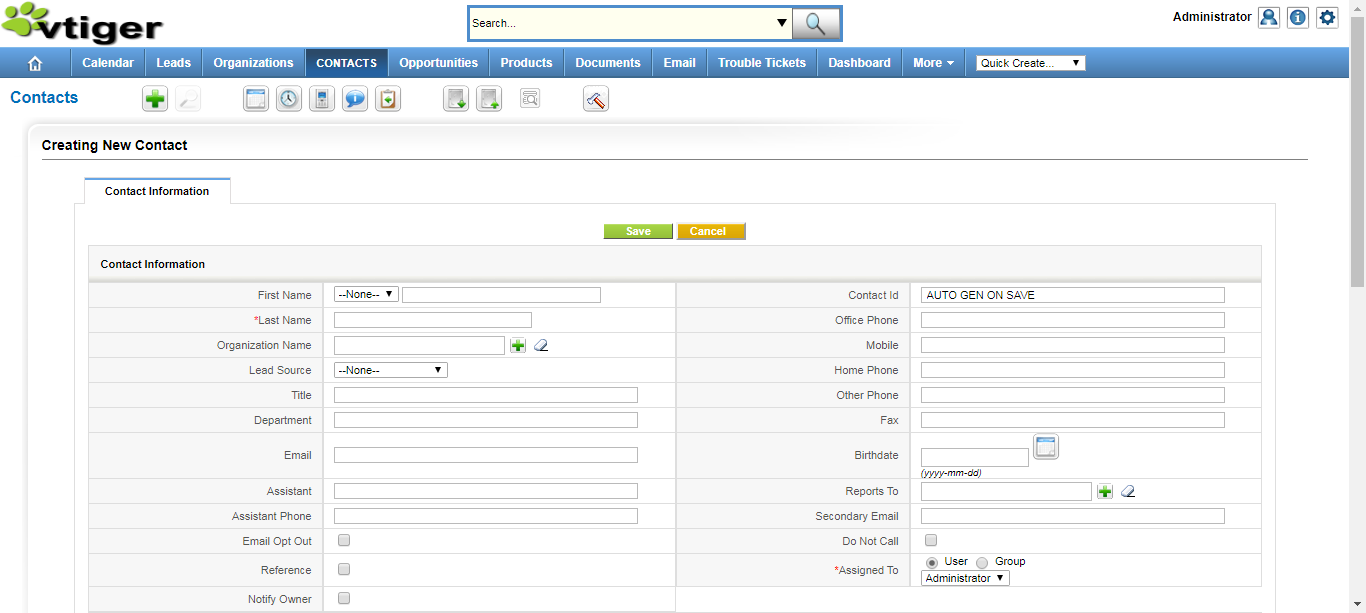 vtiger
Search...
Administrator
Calendar Leads Organizations CONTACTS Opportunities Products Documents Email Trouble Tickets Dashboard More Quick Create...
Contacts
Creating New Contact
Contact Information
Save Cancel
Contact Information
First Name --None-- Contact Id AUTO GEN ON SAVE
*Last Name Office Phone
Organization Name Mobile
Lead Source --None-- Home Phone
Title Other Phone
Department Fax
Email Birthdate
(yyyy-mm-dd)
Assistant Reports To
Assistant Phone Secondary Email
Email Opt Out Do Not Call
Reference *Assigned To User Group
Administrator
Notify Owner